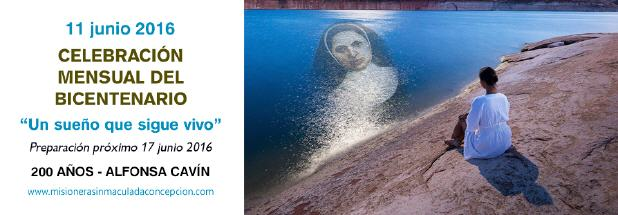 11 junio 2016
CELEBRACIÓN
MENSUAL DEL
BICENTENARIO
“Un sueño que sigue vivo”
Preparación próximo 17 junio 2016
200 AÑOS - ALFONSA CAVÍN
www.misionerasinmaculadaconcepcion.com